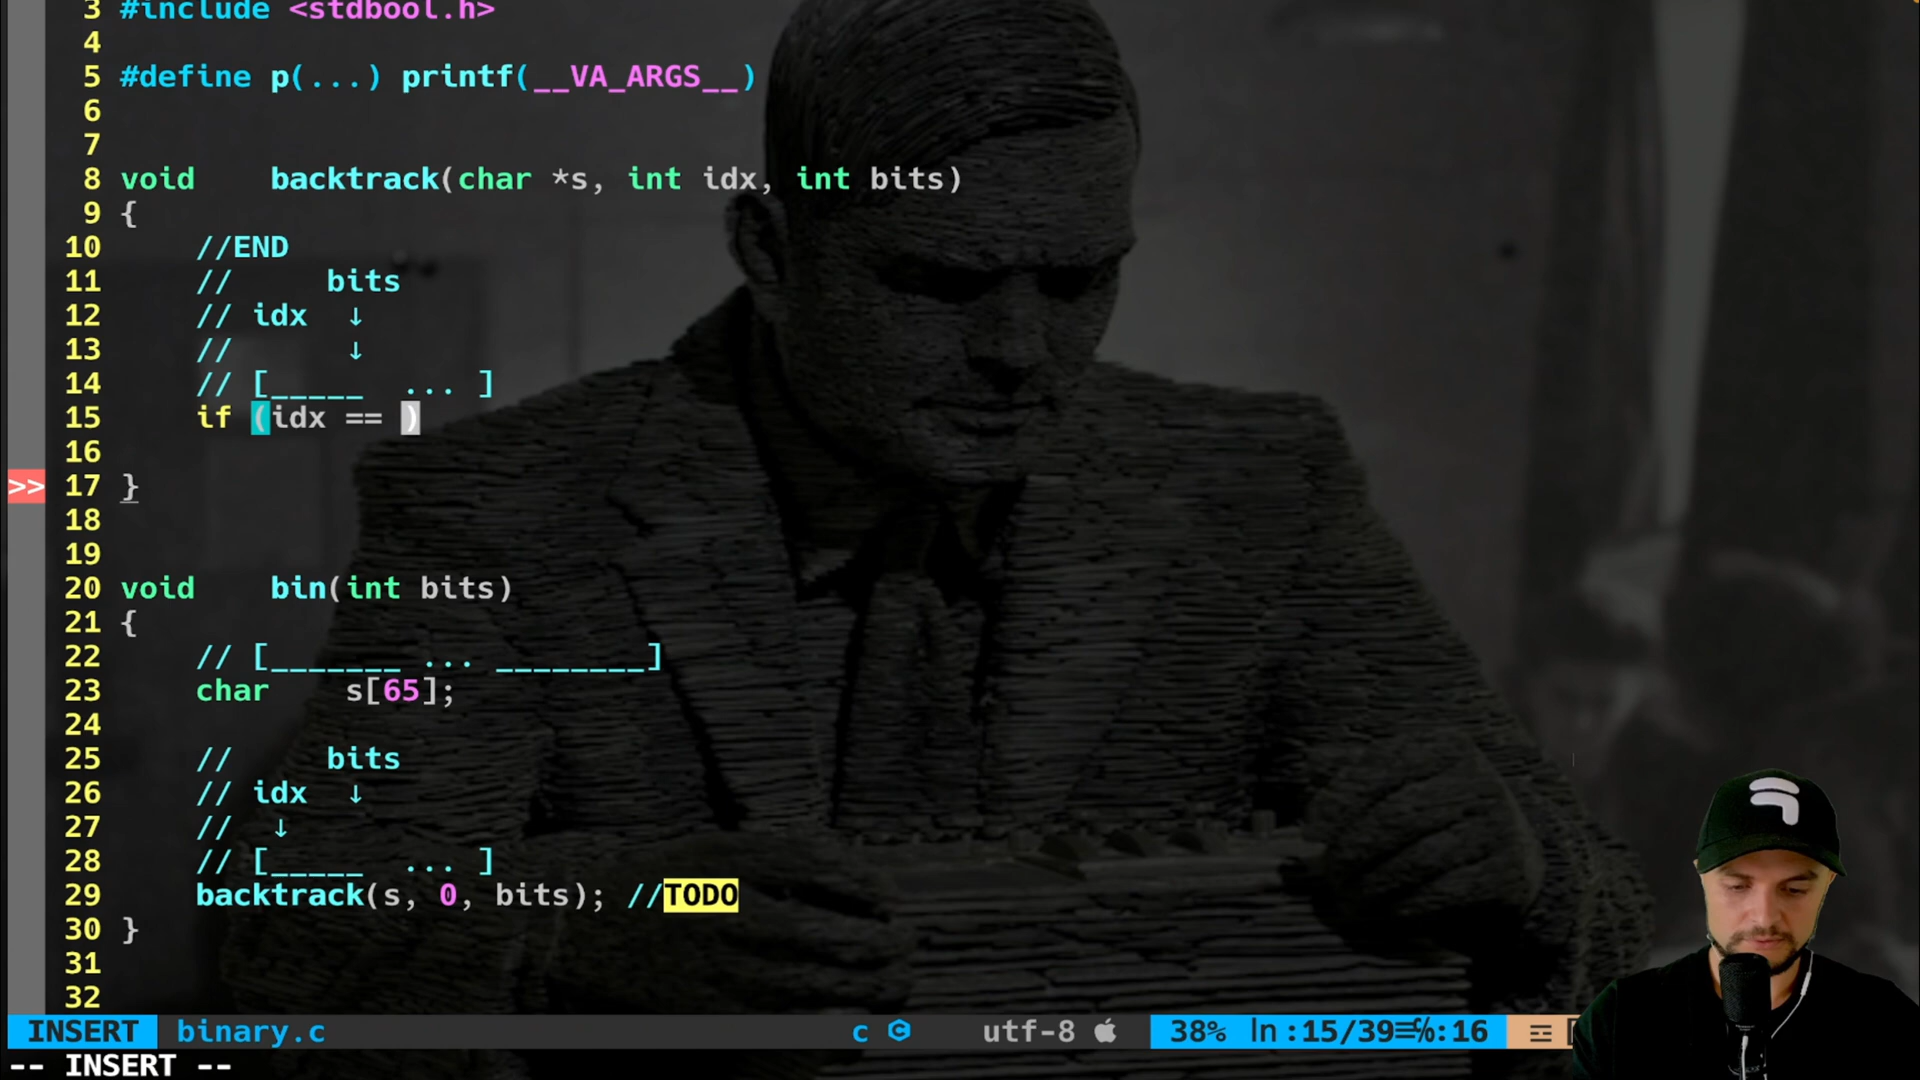 3 #include <stdbool.h>
4
5 #define p(...) printf(__VA_ARGS__)
6
7
8 void    backtrack(char *s, int idx, int bits)
9 {
10     //END
11     //     bits
12     // idx  ↓
13     //      ↓
14     // [_____  ... ]
15     if (idx == )
16
>> 17 }
18
19
20 void    bin(int bits)
21 {
22     // [_______ ... ________]
23     char    s[65];
24
25     //     bits
26     // idx  ↓
27     //  ↓
28     // [_____  ... ]
29     backtrack(s, 0, bits); //TODO
30 }
31
32
INSERT binary.c c utf-8 38% ln :15/39 ℅:16
-- INSERT --